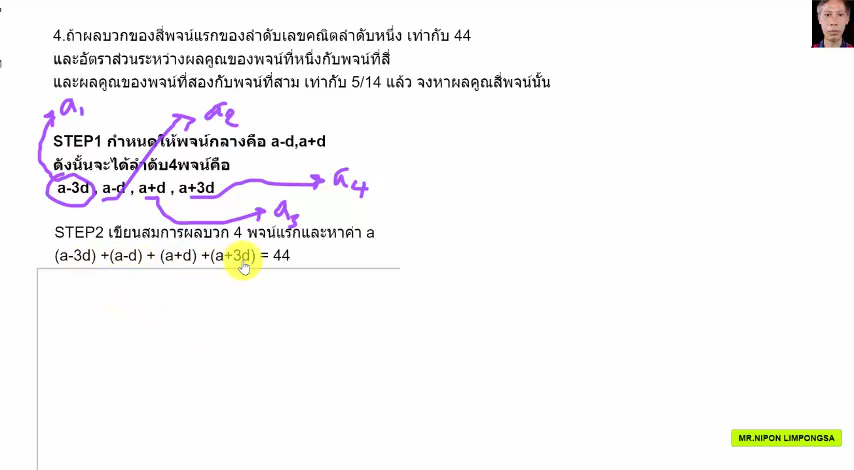 4.ถ้าผลบวกของสี่พจน์แรกของลำดับเลขคณิตลำดับหนึ่ง เท่ากับ 44
และอัตราส่วนระหว่างผลคูณของพจน์ที่หนึ่งกับพจน์ที่สี่
และผลคูณของพจน์ที่สองกับพจน์ที่สาม เท่ากับ 5/14 แล้ว จงหาผลคูณสี่พจน์นั้น
a₁
a₂
STEP1 กำหนดให้พจน์กลางคือ a-d,a+d
ดังนั้นจะได้ลำดับ4พจน์คือ
a-3d , a-d , a+d , a+3d
a₄
a₃
STEP2 เขียนสมการผลบวก 4 พจน์แรกและหาค่า a
(a-3d) +(a-d) + (a+d) +(a+3d) = 44
MR.NIPON LIMPONGSA